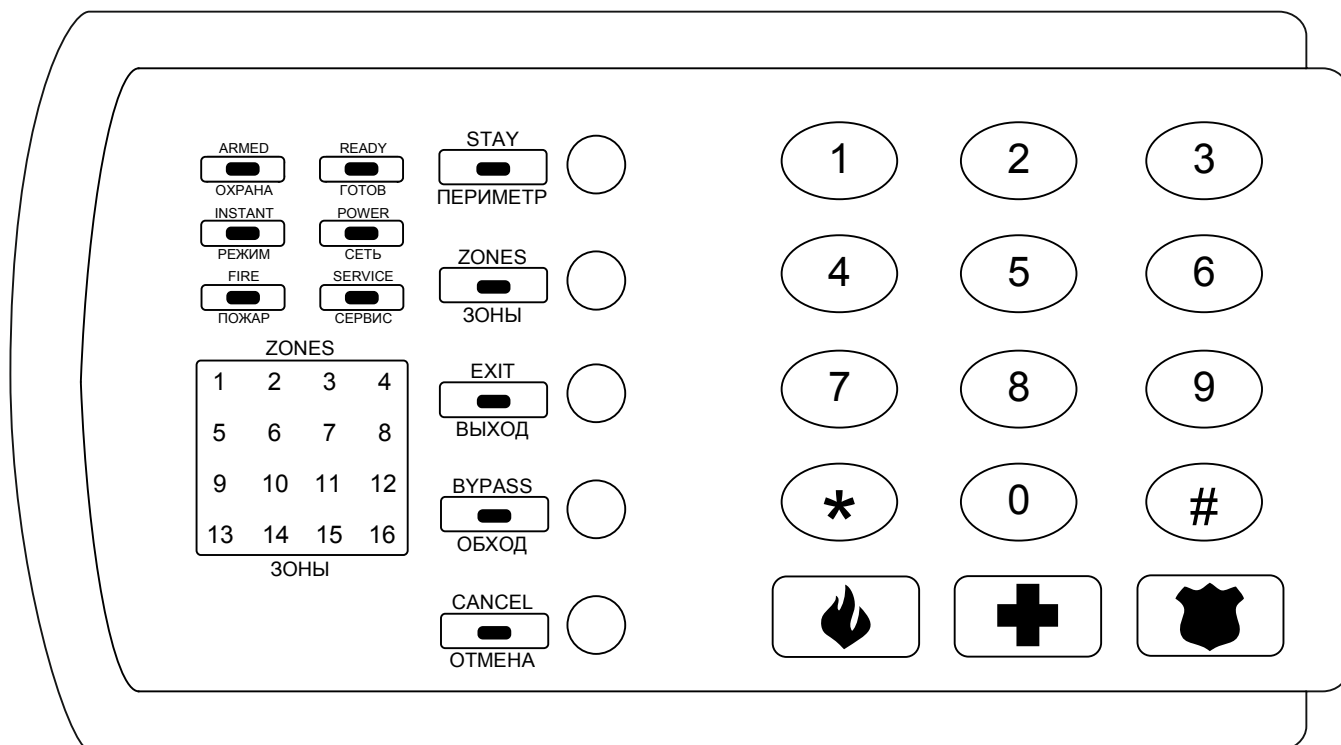 ARMED
ОХРАНА
READY
ГОТОВ
INSTANT
РЕЖИМ
POWER
СЕТЬ
FIRE
ПОЖАР
SERVICE
СЕРВИС
ZONES
1 2 3 4
5 6 7 8
9 10 11 12
13 14 15 16
ЗОНЫ
STAY
ПЕРИМЕТР
ZONES
ЗОНЫ
EXIT
ВЫХОД
BYPASS
ОБХОД
CANCEL
ОТМЕНА
1 2 3
4 5 6
7 8 9
* 0 #